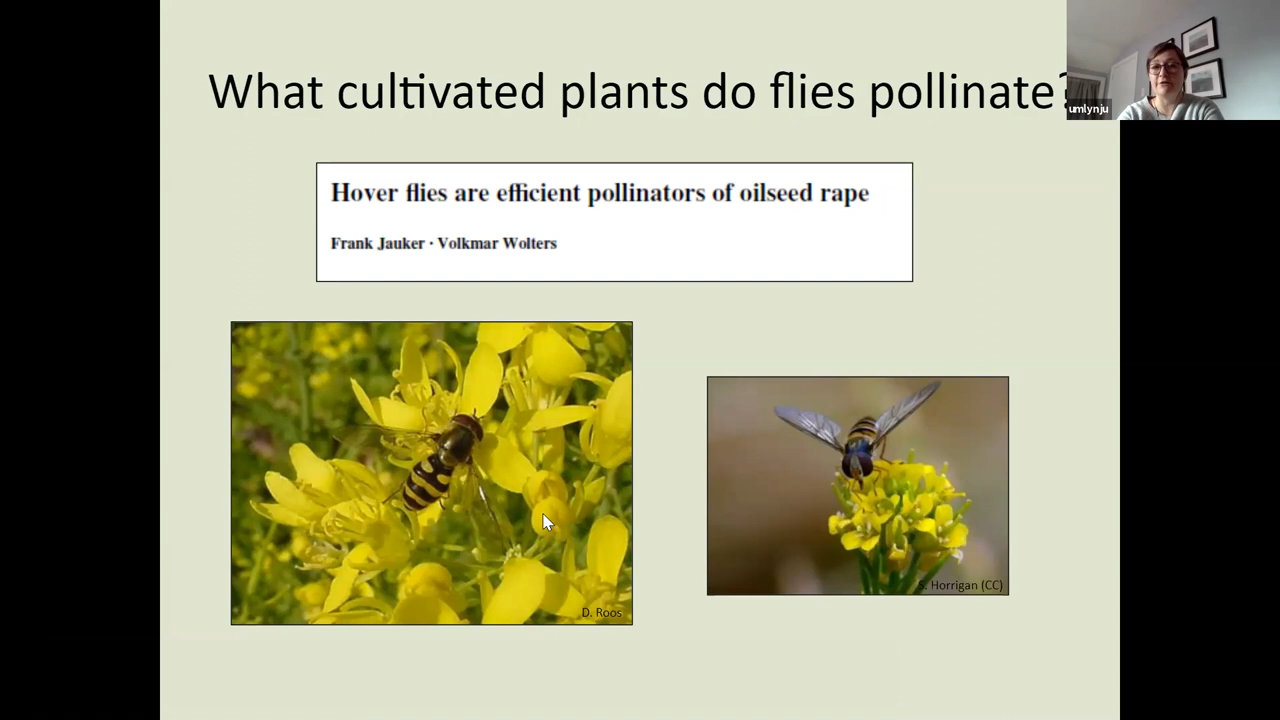 What cultivated plants do flies pollinate?
umlynju
Hover flies are efficient pollinators of oilseed rape
Frank Jauker · Volkmar Wolters
D. Roos
S. Horrigan (CC)